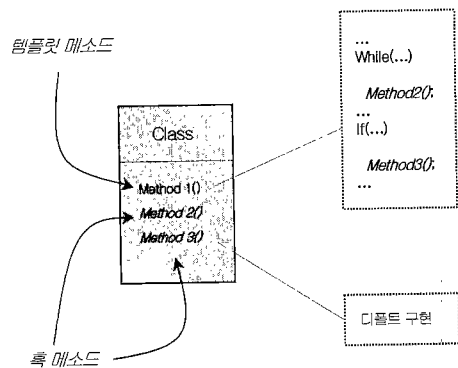 템플릿 메소드
Class
Method 1()
Method 2()
Method 3()
훅 메소드
...
While(...)
Method2();
...
If(...)
Method3();
...
디폴트 구현